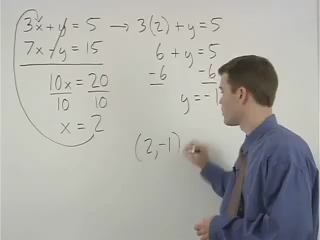 3x + y = 5 → 3(2) + y = 5
7x - y = 15
6 + y = 5
10x = 20
10 10
-6 -6
x = 2
y = -1
(2, -1)